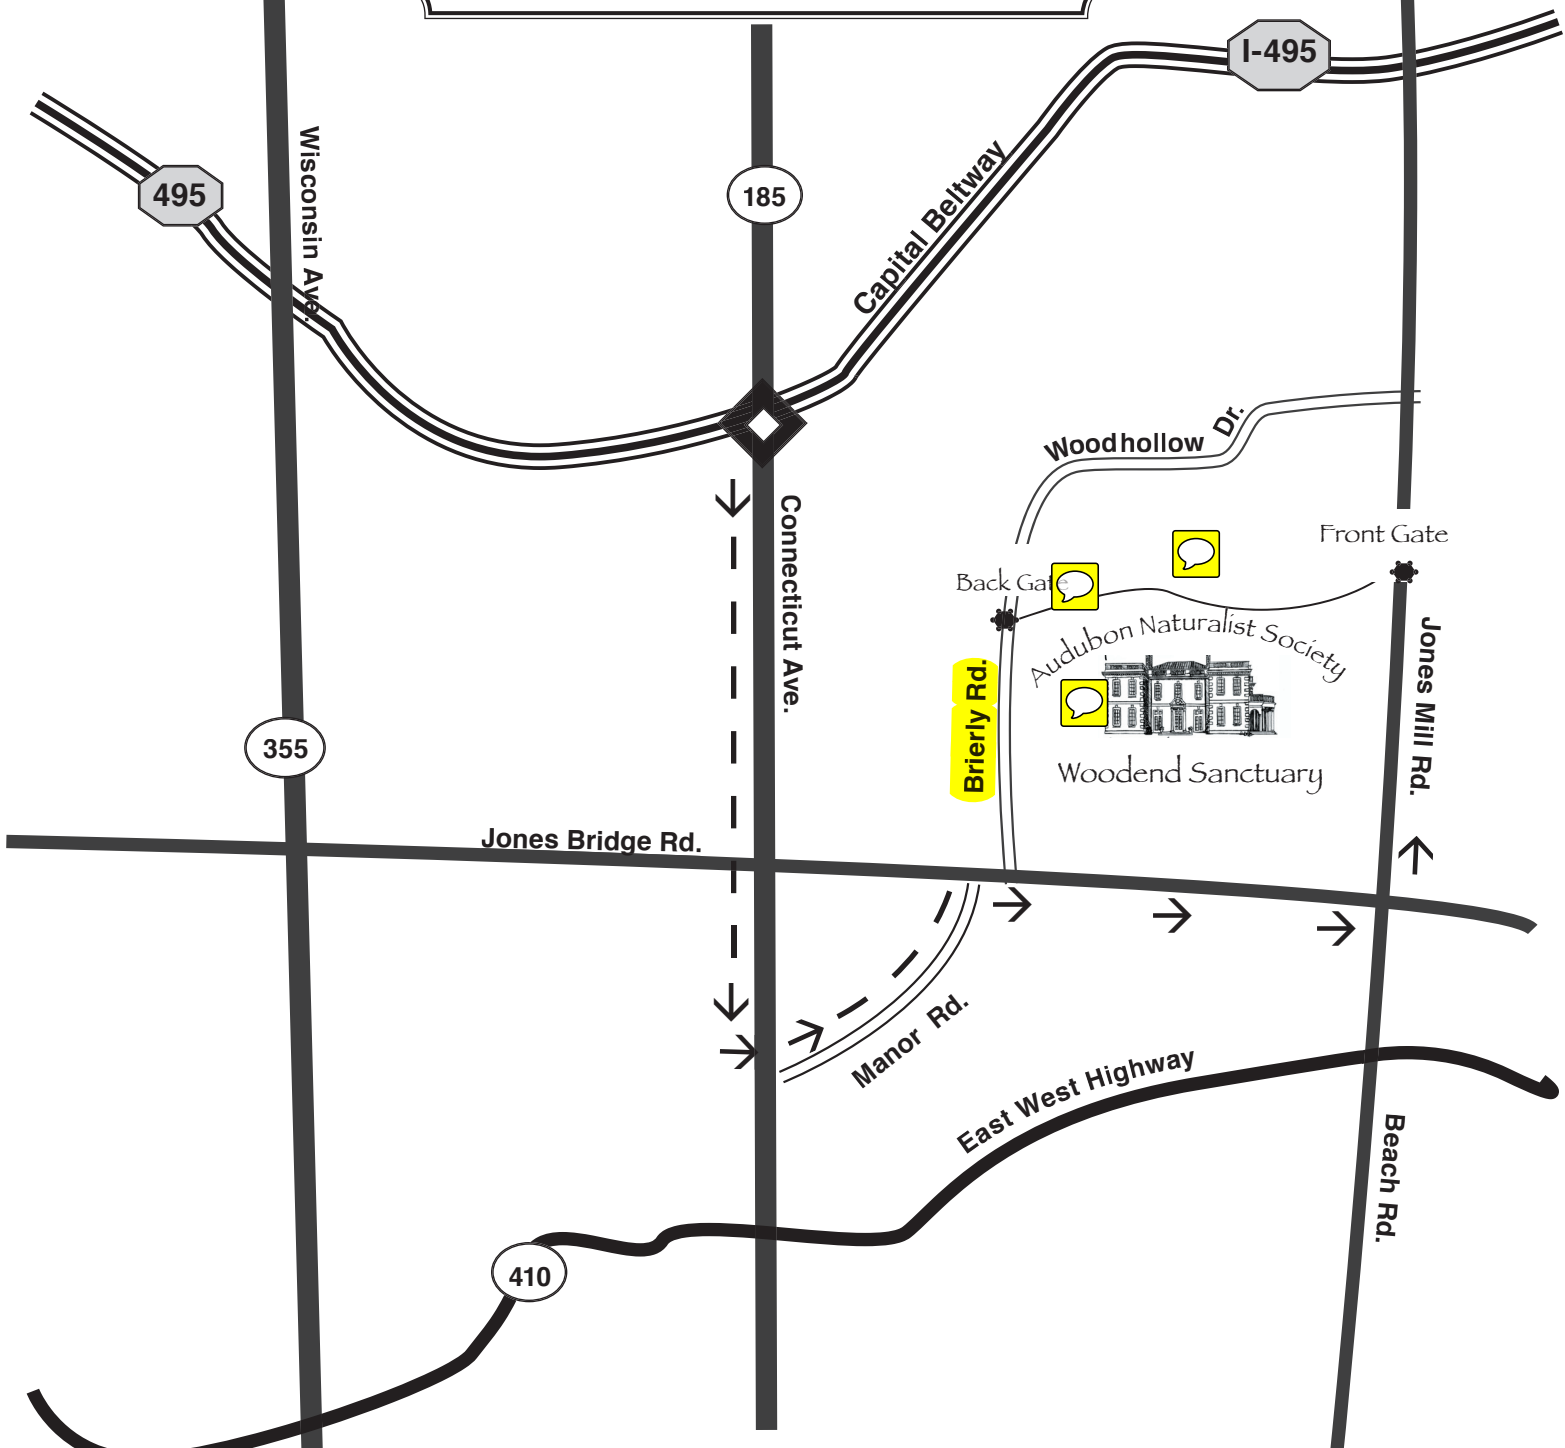 I-495
495
Wisconsin Ave.
185
Capital Beltway
Woodhollow Dr.
Connecticut Ave.
Front Gate
Back Gate
Audubon Naturalist Society
Jones Mill Rd.
Brierly Rd.
355
Woodend Sanctuary
Jones Bridge Rd.
Manor Rd.
East West Highway
Beach Rd.
410